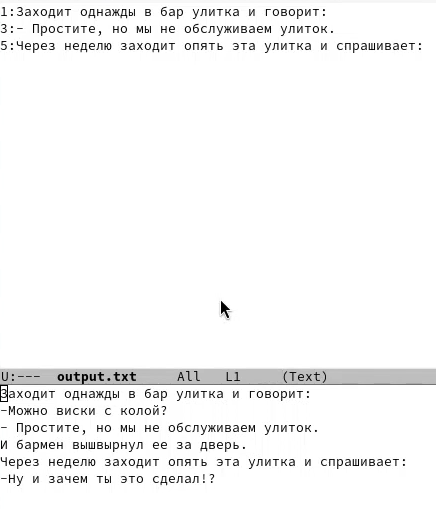 1:Заходит однажды в бар улитка и говорит:
3:- Простите, но мы не обслуживаем улиток.
5:Через неделю заходит опять эта улитка и спрашивает:
U:--- output.txt All L1 (Text)
Заходит однажды в бар улитка и говорит:
-Можно виски с колой?
- Простите, но мы не обслуживаем улиток.
И бармен вышвырнул ее за дверь.
Через неделю заходит опять эта улитка и спрашивает:
-Ну и зачем ты это сделал!?